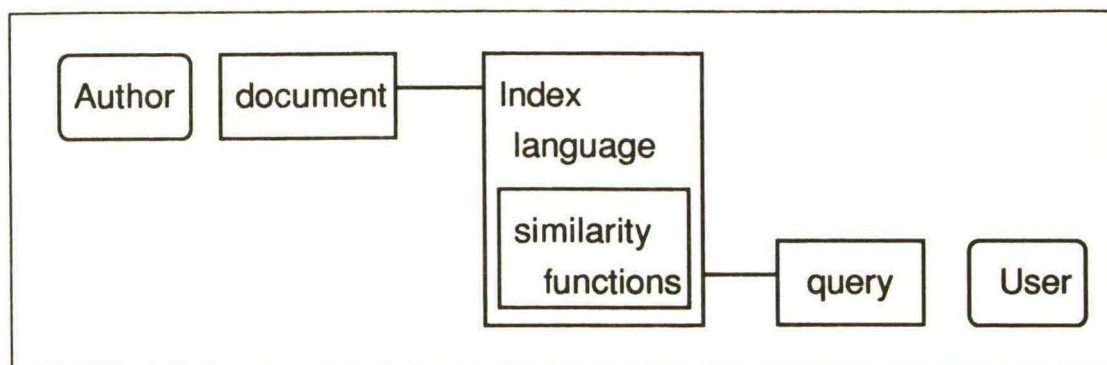 Author
document
Index
language
similarity
functions
query
User